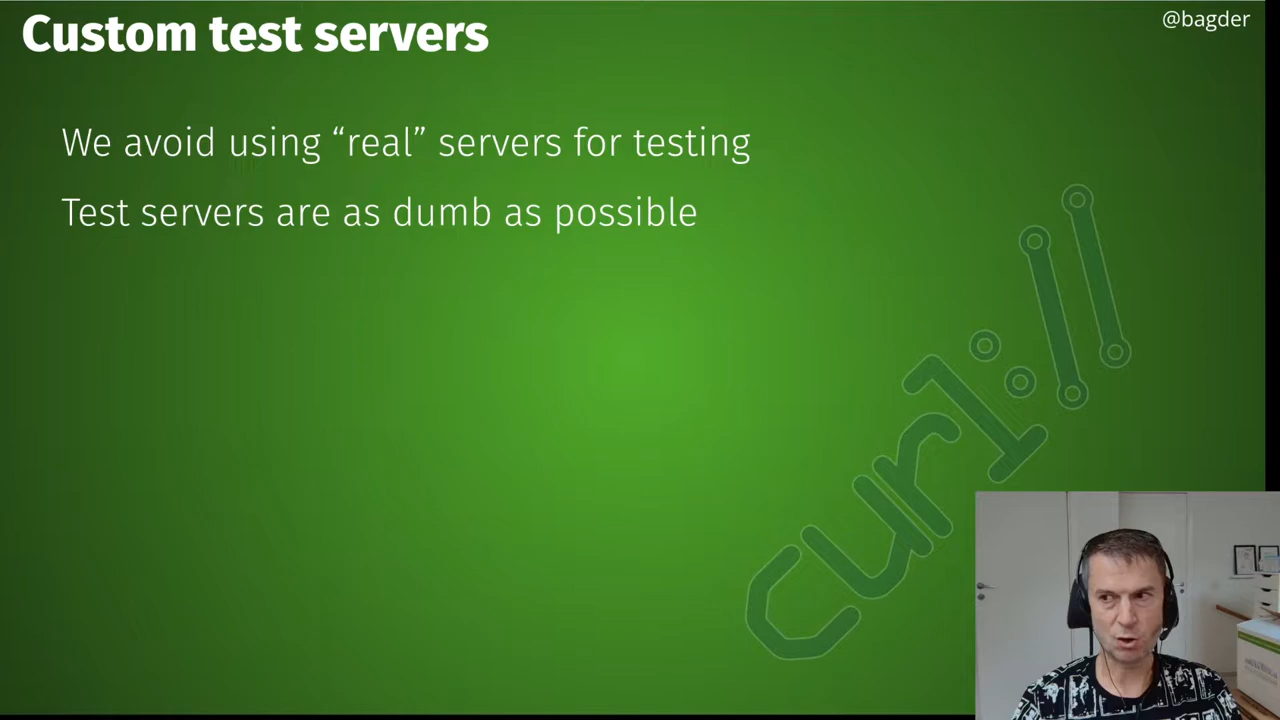 Custom test servers
@bagder
We avoid using “real” servers for testing
Test servers are as dumb as possible
curl://